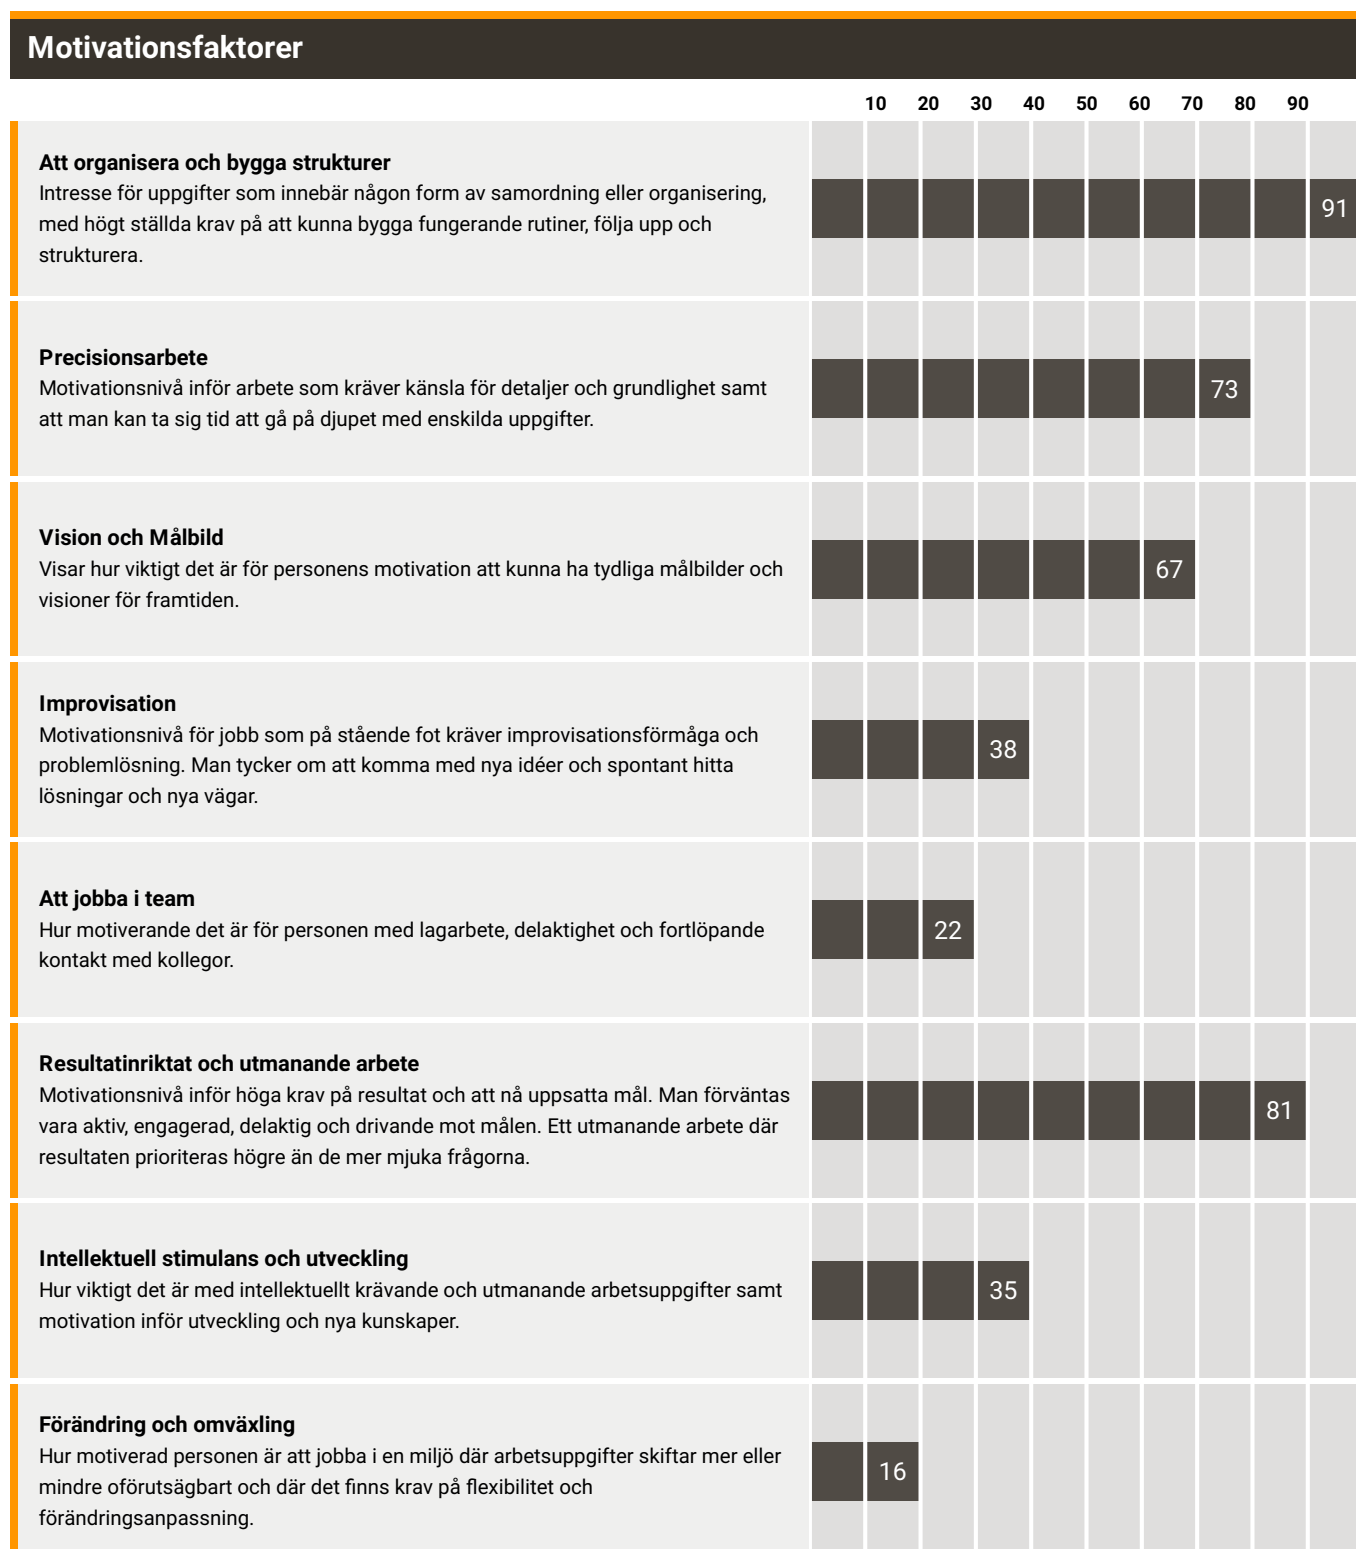 Motivationsfaktorer
10 20 30 40 50 60 70 80 90
Att organisera och bygga strukturer
Intresse för uppgifter som innebär någon form av samordning eller organisering,
med högt ställda krav på att kunna bygga fungerande rutiner, följa upp och
strukturera.
91
Precisionsarbete
Motivationsnivå inför arbete som kräver känsla för detaljer och grundlighet samt
att man kan ta sig tid att gå på djupet med enskilda uppgifter.
73
Vision och Målbild
Visar hur viktigt det är för personens motivation att kunna ha tydliga målbilder och
visioner för framtiden.
67
Improvisation
Motivationsnivå för jobb som på stående fot kräver improvisationsförmåga och
problemlösning. Man tycker om att komma med nya idéer och spontant hitta
lösningar och nya vägar.
38
Att jobba i team
Hur motiverande det är för personen med lagarbete, delaktighet och fortlöpande
kontakt med kollegor.
22
Resultatinriktat och utmanande arbete
Motivationsnivå inför höga krav på resultat och att nå uppsatta mål. Man förväntas
vara aktiv, engagerad, delaktig och drivande mot målen. Ett utmanande arbete där
resultaten prioriteras högre än de mer mjuka frågorna.
81
Intellektuell stimulans och utveckling
Hur viktigt det är med intellektuellt krävande och utmanande arbetsuppgifter samt
motivation inför utveckling och nya kunskaper.
35
Förändring och omväxling
Hur motiverad personen är att jobba i en miljö där arbetsuppgifter skiftar mer eller
mindre oförutsägbart och där det finns krav på flexibilitet och
förändringsanpassning.
16